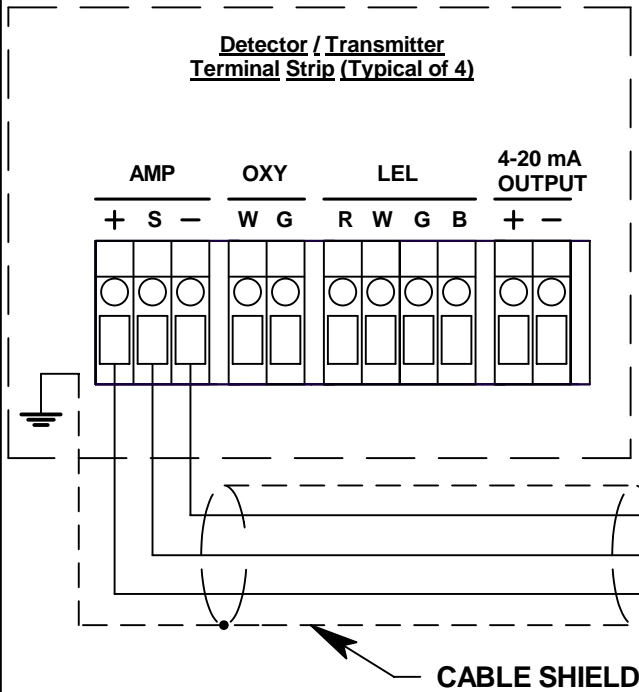 Detector / Transmitter
Terminal Strip (Typical of 4)
AMP OXY LEL 4-20 mA
OUTPUT
+ S − W G R W G B + −
CABLE SHIELD